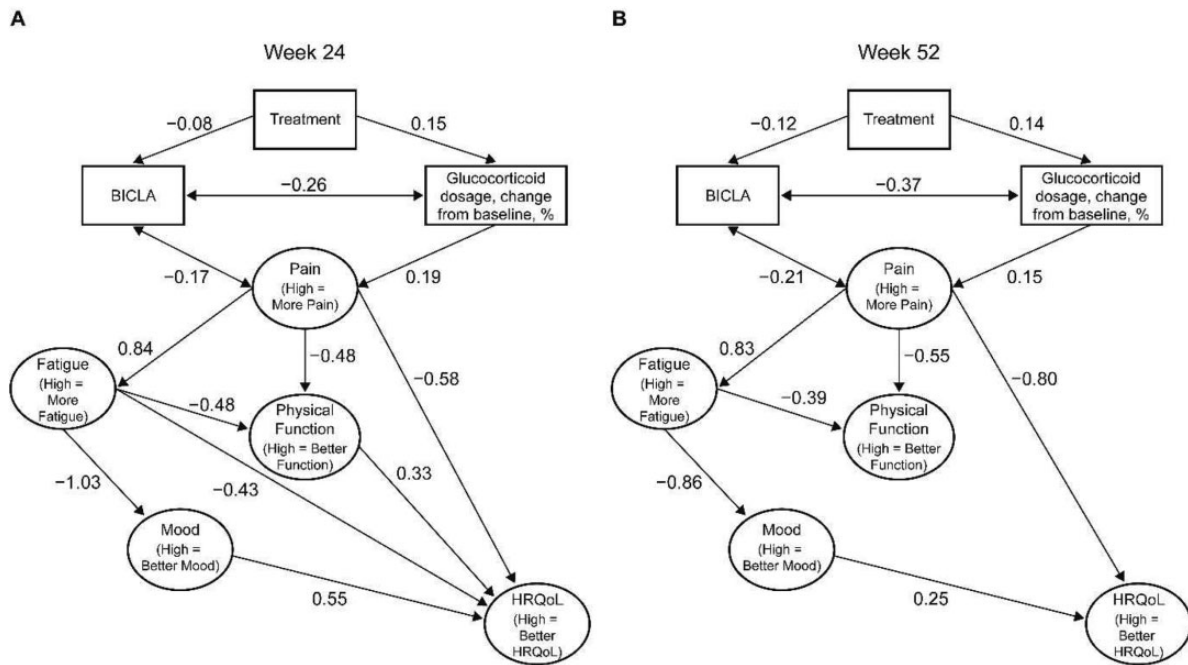 A
Week 24
Treatment
−0.08
0.15
BICLA
−0.26
Glucocorticoid
dosage, change
from baseline, %
−0.17
Pain
(High =
More Pain)
0.19
0.84
−0.48
−0.58
Fatigue
(High =
More
Fatigue)
−0.48
Physical
Function
(High = Better
Function)
−1.03
−0.43
0.33
Mood
(High =
Better Mood)
0.55
HRQoL
(High =
Better
HRQoL)
B
Week 52
Treatment
−0.12
0.14
BICLA
−0.37
Glucocorticoid
dosage, change
from baseline, %
−0.21
Pain
(High =
More Pain)
0.15
0.83
−0.55
−0.80
Fatigue
(High =
More
Fatigue)
−0.39
Physical
Function
(High = Better
Function)
−0.86
Mood
(High =
Better Mood)
0.25
HRQoL
(High =
Better
HRQoL)